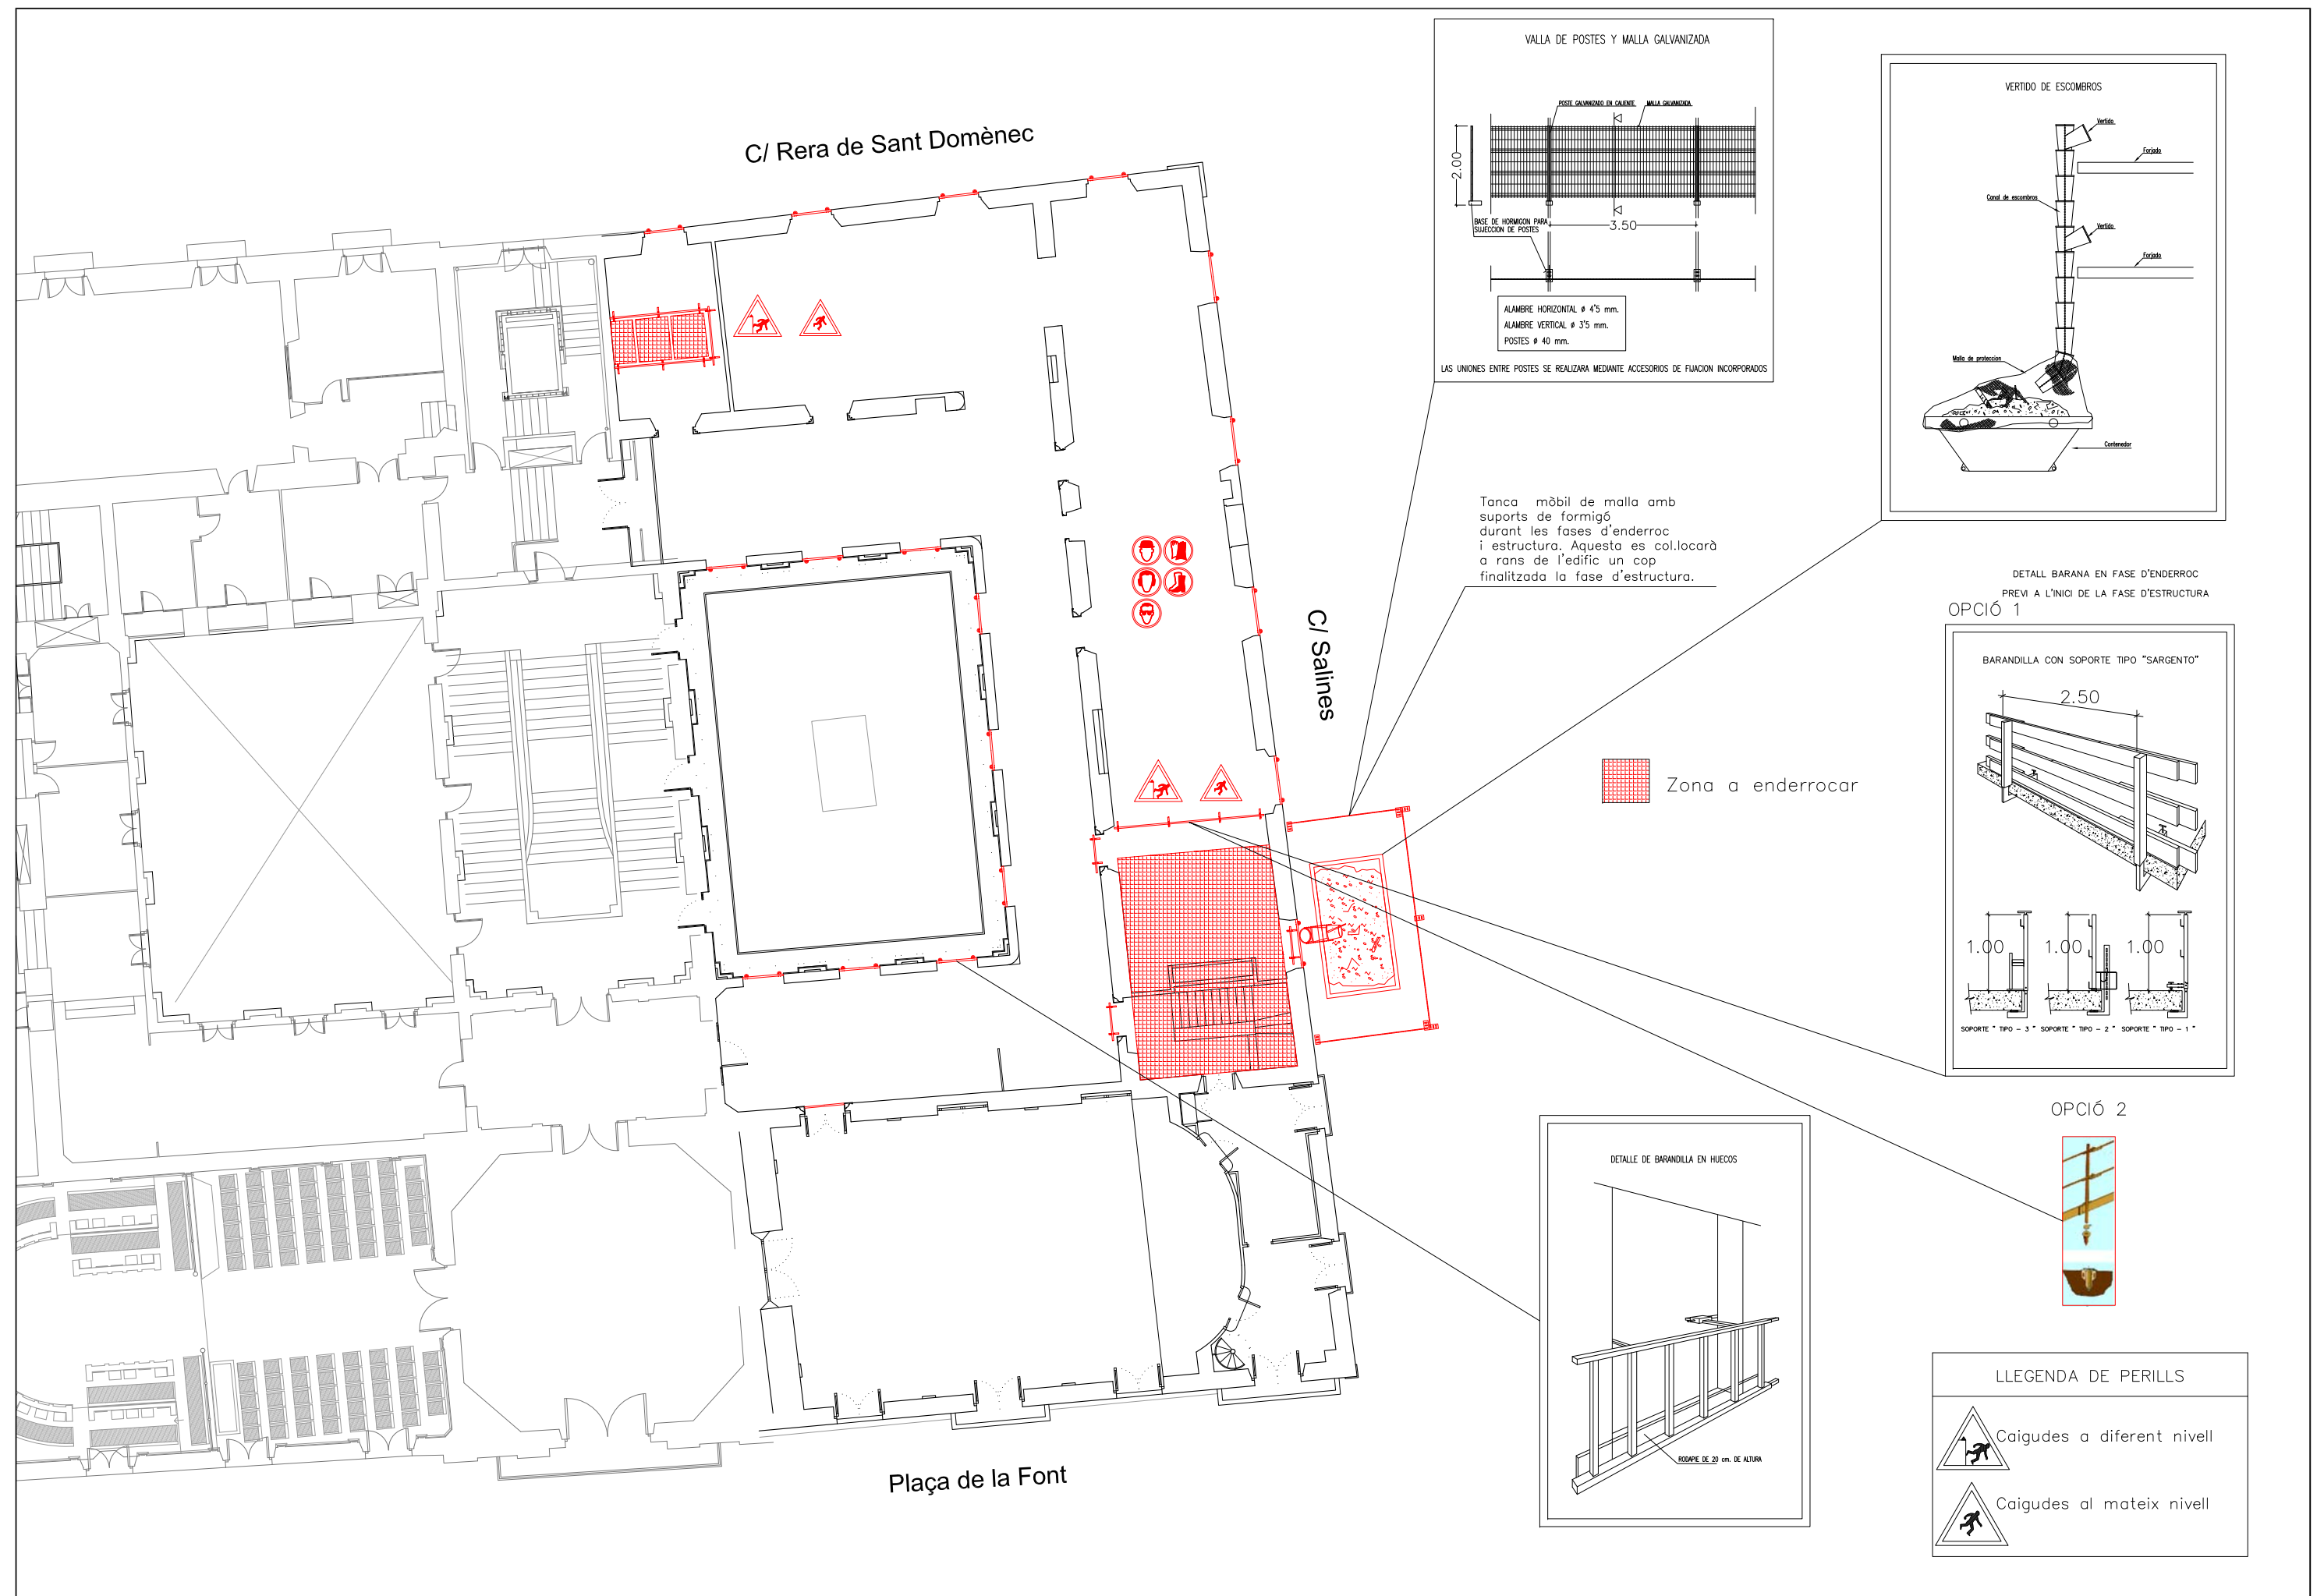 C/ Rera de Sant Domènec
VALLA DE POSTES Y MALLA GALVANIZADA
POSTE GALVANIZADO EN CALIENTE
MALLA GALVANIZADA
2.00
BASE DE HORMIGON PARA
SUJECCION DE POSTES
3.50
ALAMBRE HORIZONTAL ø 4'5 mm.
ALAMBRE VERTICAL ø 3'5 mm.
POSTES ø 40 mm.
LAS UNIONES ENTRE POSTES SE REALIZARA MEDIANTE ACCESORIOS DE FIJACION INCORPORADOS
VERTIDO DE ESCOMBROS
Vertido
Forjado
Canal de escombros
Vertido
Forjado
Malla de proteccion
Contenedor
Tanca mòbil de malla amb
suports de formigó
durant les fases d'enderroc
i estructura. Aquesta es col.locarà
a rans de l'edific un cop
finalitzada la fase d'estructura.
C/ Salines
Zona a enderrocar
DETALL BARANA EN FASE D'ENDERROC
PREVI A L'INICI DE LA FASE D'ESTRUCTURA
OPCIÓ 1
BARANDILLA CON SOPORTE TIPO "SARGENTO"
2.50
1.00
1.00
1.00
SOPORTE " TIPO - 3 "
SOPORTE " TIPO - 2 "
SOPORTE " TIPO - 1 "
OPCIÓ 2
DETALLE DE BARANDILLA EN HUECOS
RODAPIE DE 20 cm. DE ALTURA
LLEGENDA DE PERILLS
Caigudes a diferent nivell
Caigudes al mateix nivell
Plaça de la Font